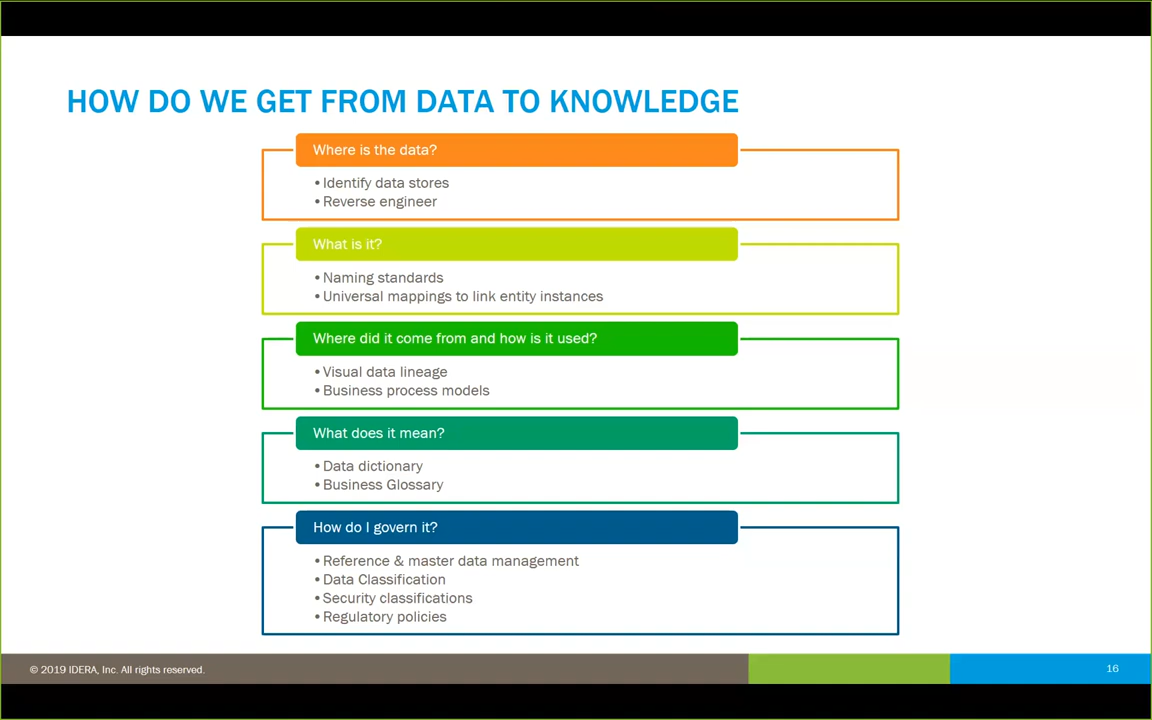 HOW DO WE GET FROM DATA TO KNOWLEDGE
Where is the data?
• Identify data stores
• Reverse engineer
What is it?
• Naming standards
• Universal mappings to link entity instances
Where did it come from and how is it used?
• Visual data lineage
• Business process models
What does it mean?
• Data dictionary
• Business Glossary
How do I govern it?
• Reference & master data management
• Data Classification
• Security classifications
• Regulatory policies
© 2019 IDERA, Inc. All rights reserved.
16